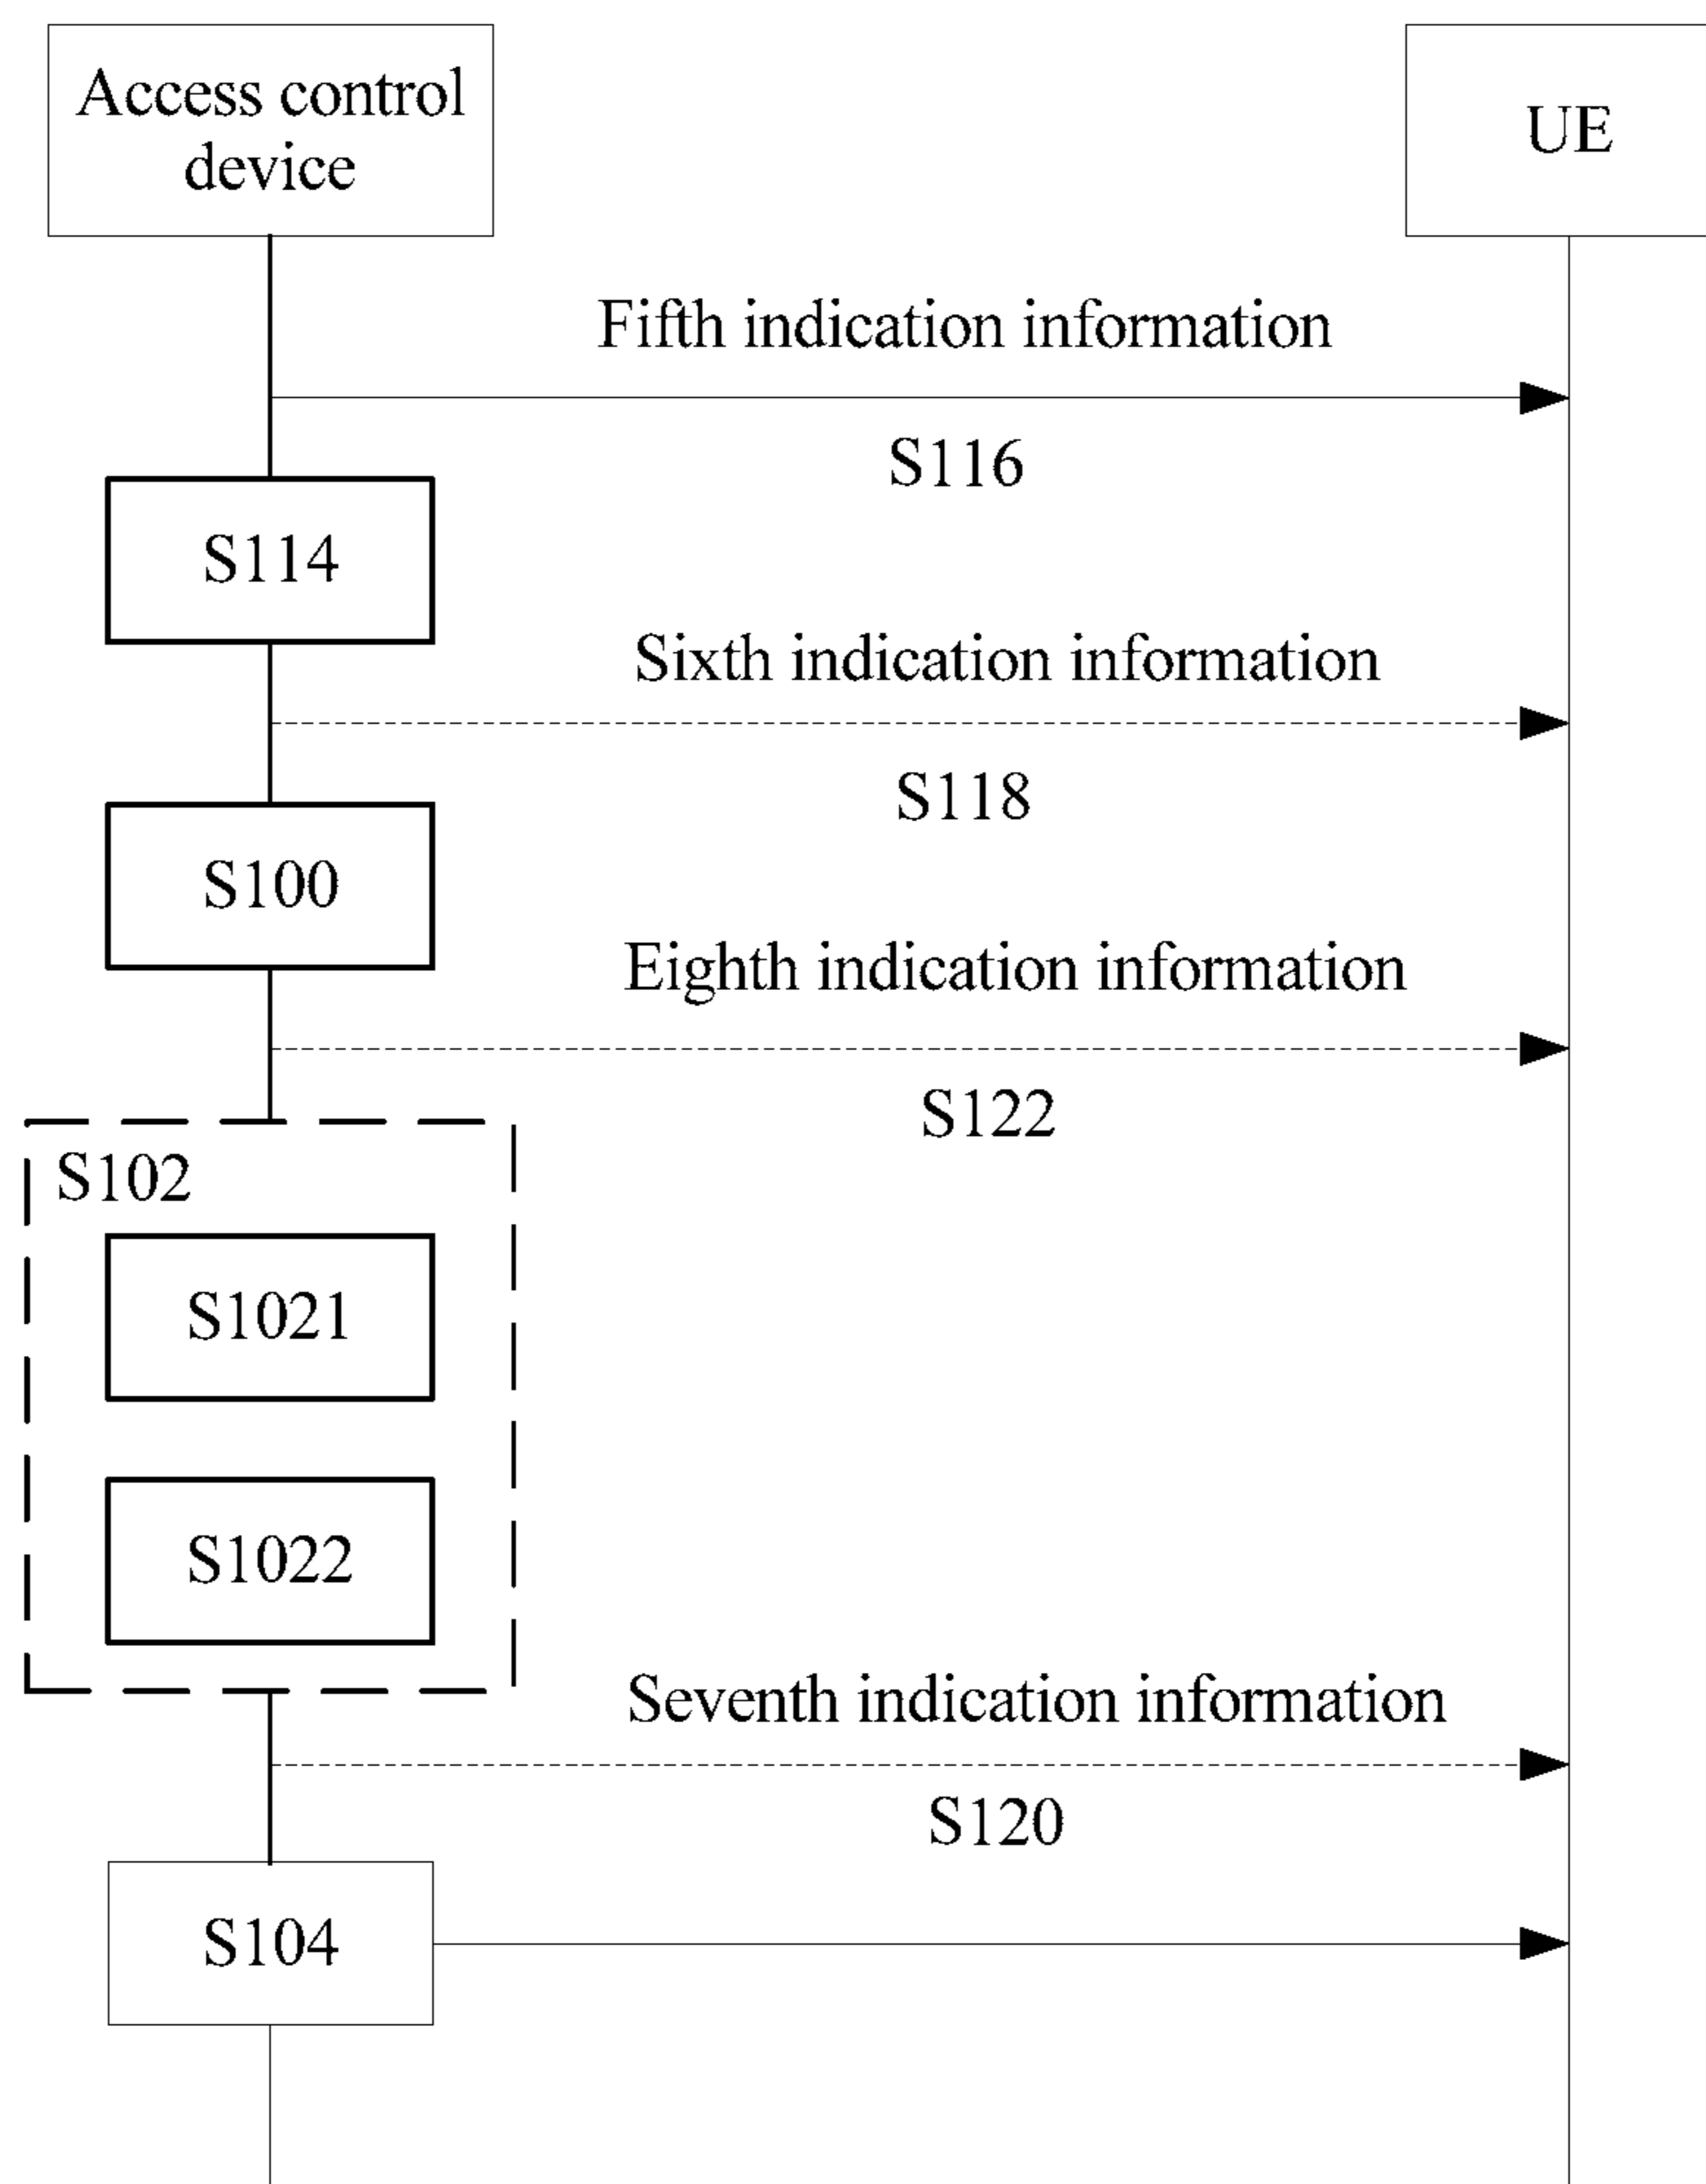 Access control
device
UE
Fifth indication information
S116
S114
Sixth indication information
S118
S100
Eighth indication information
S122
S102
S1021
S1022
Seventh indication information
S120
S104